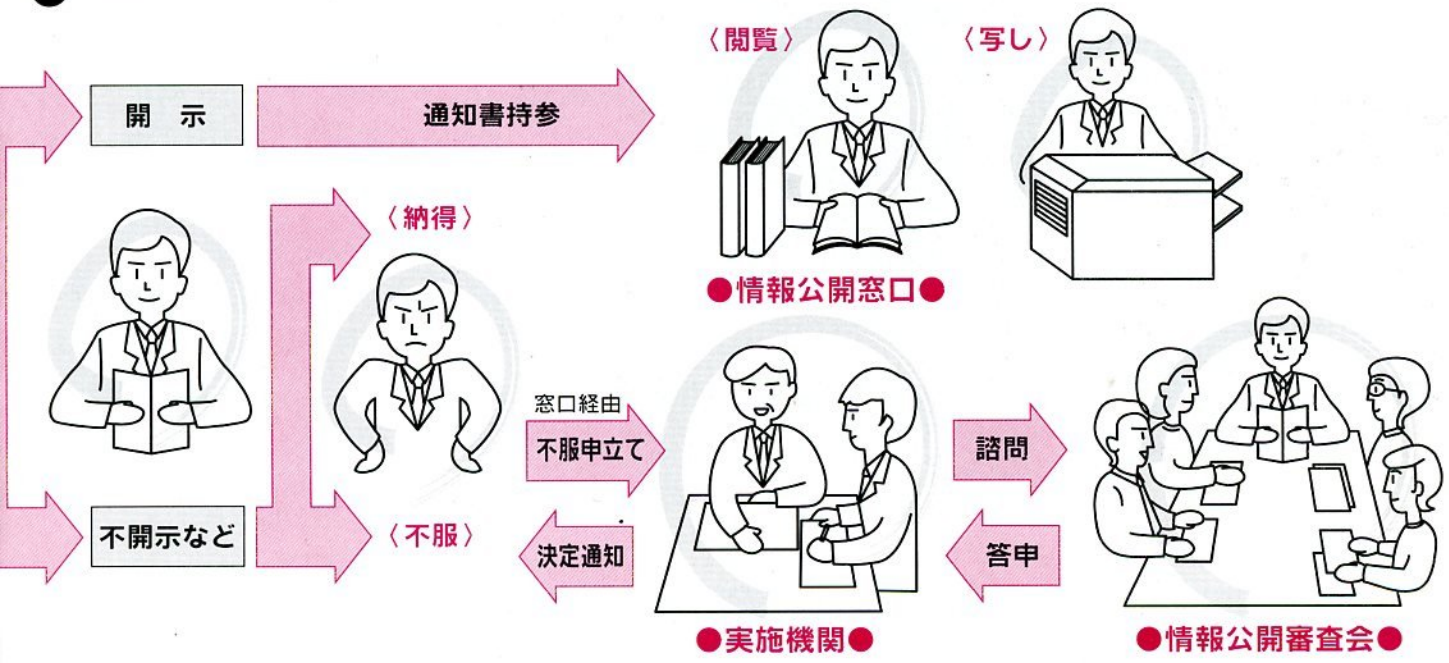 〈閲覧〉
〈写し〉
開示
通知書持参
〈納得〉
●情報公開窓口●
窓口経由
不服申立て
諮問
不開示など
〈不服〉
決定通知
答申
●実施機関●
●情報公開審査会●